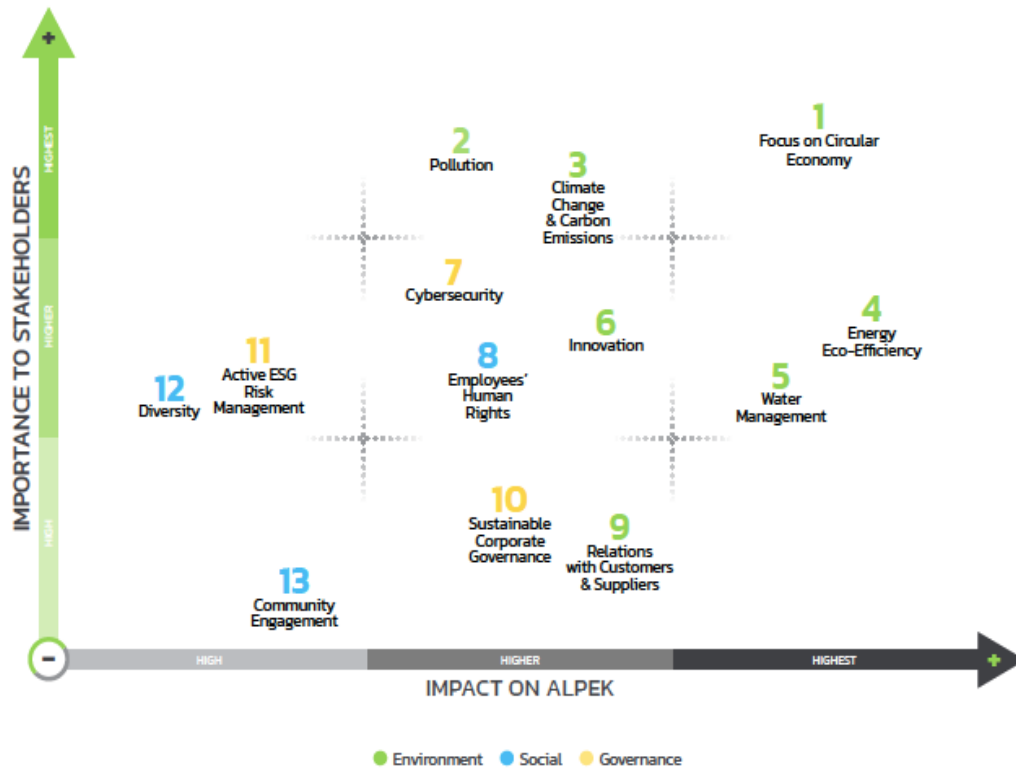 +
HIGHEST
HIGHER
HIGH
IMPORTANCE TO STAKEHOLDERS
1
Focus on Circular
Economy
2
Pollution
3
Climate
Change
& Carbon
Emissions
7
Cybersecurity
4
Energy
Eco-Efficiency
6
Innovation
11
Active ESG
Risk
Management
8
Employees'
Human
Rights
12
Diversity
5
Water
Management
10
Sustainable
Corporate
Governance
9
Relations
with Customers
& Suppliers
13
Community
Engagement
-
HIGH
HIGHER
HIGHEST
+
IMPACT ON ALPEK
Environment
Social
Governance